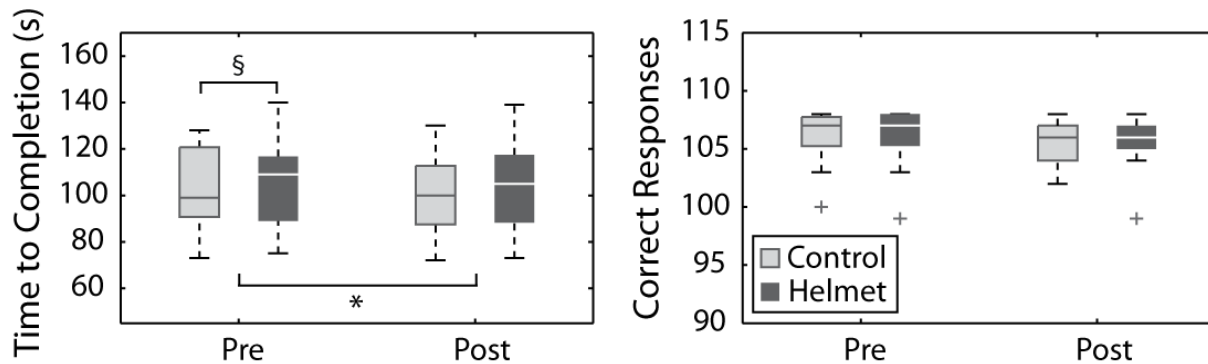 Time to Completion (s)
160
140
120
100
80
60
§
*
Pre
Post
Correct Responses
115
110
105
100
95
90
Control
Helmet
Pre
Post